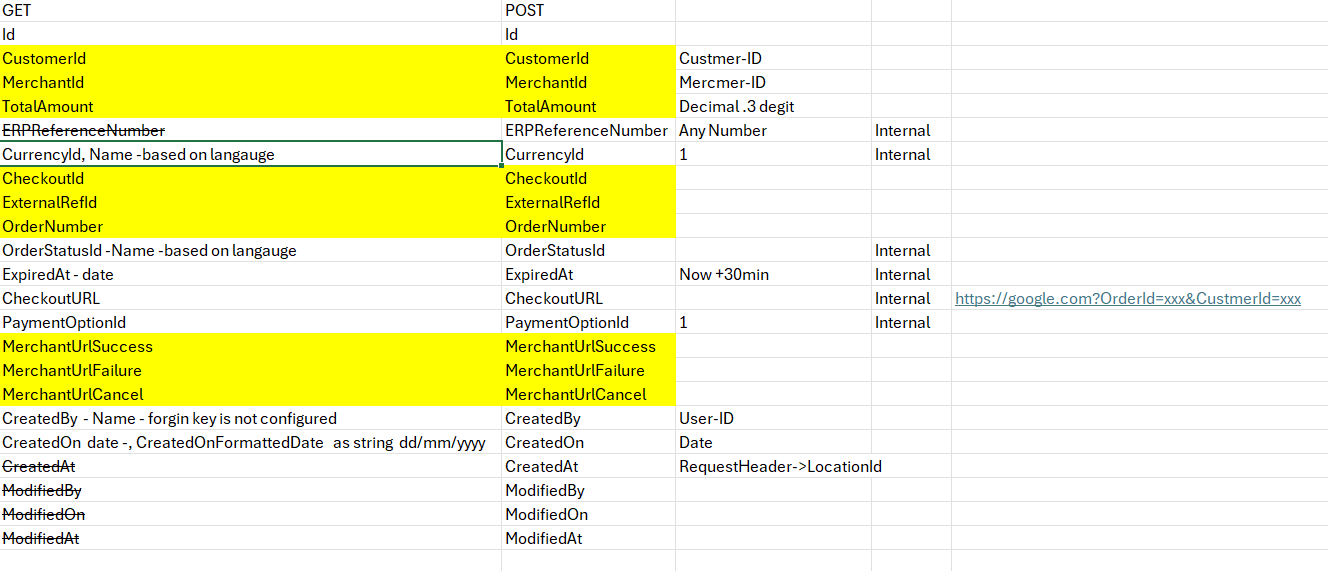 GET POST
Id Id
CustomerId CustomerId Custmer-ID
MerchantId MerchantId Mercmer-ID
TotalAmount TotalAmount Decimal .3 degit
ERPReferenceNumber ERPReferenceNumber Any Number Internal
CurrencyId, Name -based on langauge CurrencyId 1 Internal
CheckoutId CheckoutId
ExternalRefId ExternalRefId
OrderNumber OrderNumber
OrderStatusId -Name -based on langauge OrderStatusId Internal
ExpiredAt - date ExpiredAt Now +30min Internal
CheckoutURL CheckoutURL Internal https://google.com?OrderId=xxx&CustmerId=xxx
PaymentOptionId PaymentOptionId 1 Internal
MerchantUrlSuccess MerchantUrlSuccess
MerchantUrlFailure MerchantUrlFailure
MerchantUrlCancel MerchantUrlCancel
CreatedBy - Name - forgin key is not configured CreatedBy User-ID
CreatedOn date -, CreatedOnFormattedDate as string dd/mm/yyyy CreatedOn Date
CreatedAt CreatedAt RequestHeader->LocationId
ModifiedBy ModifiedBy
ModifiedOn ModifiedOn
ModifiedAt ModifiedAt